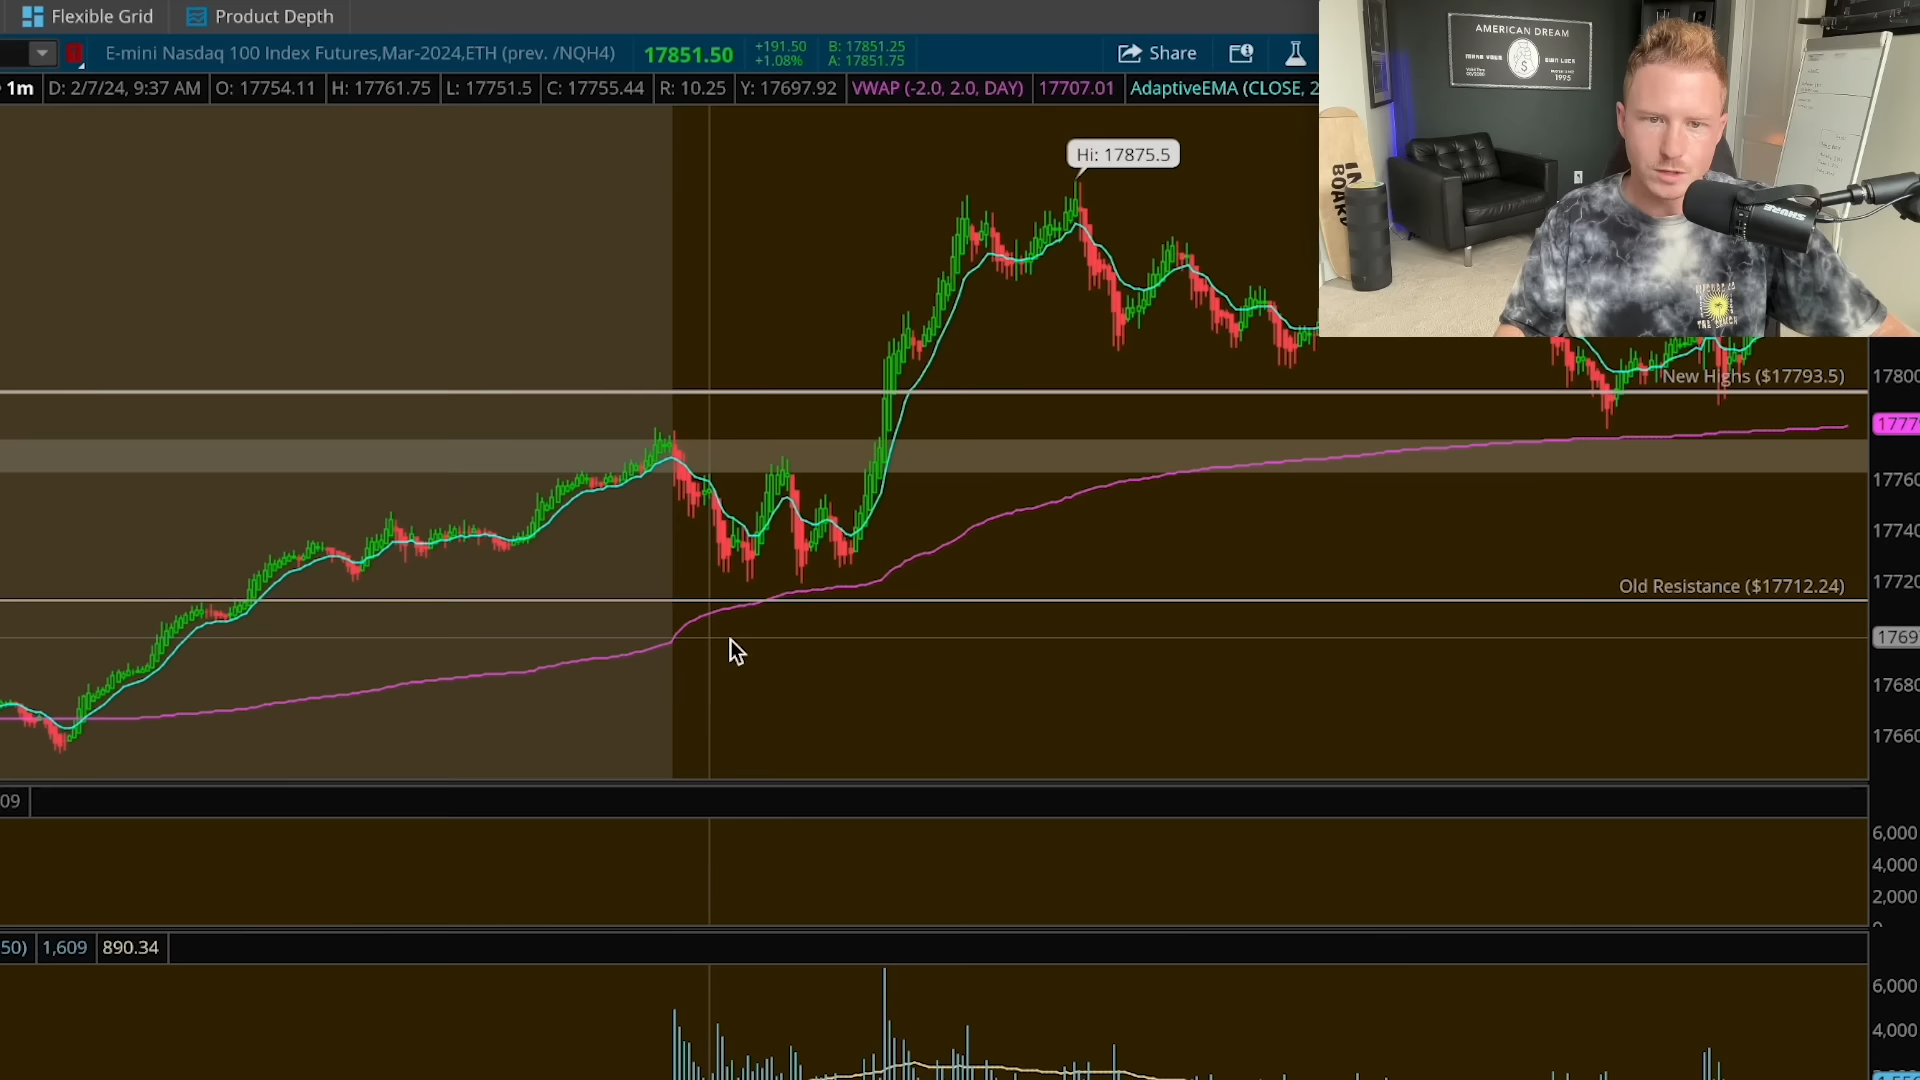 Flexible Grid
Product Depth
E-mini Nasdaq 100 Index Futures,Mar-2024,ETH (prev. /NQH4)
17851.50
+191.50
+1.08%
B: 17851.25
A: 17851.75
Share
1m
D: 2/7/24, 9:37 AM
O: 17754.11
H: 17761.75
L: 17751.5
C: 17755.44
R: 10.25
Y: 17697.92
VWAP (-2.0, 2.0, DAY)
17707.01
AdaptiveEMA (CLOSE, 2
AMERICAN DREAM
1995
SHURE
Hi: 17875.5
New Highs ($17793.5)
Old Resistance ($17712.24)
17800
1777
17760
17740
17720
1769
17680
17660
09
6,000
4,000
2,000
0
50)
1,609
890.34
6,000
4,000